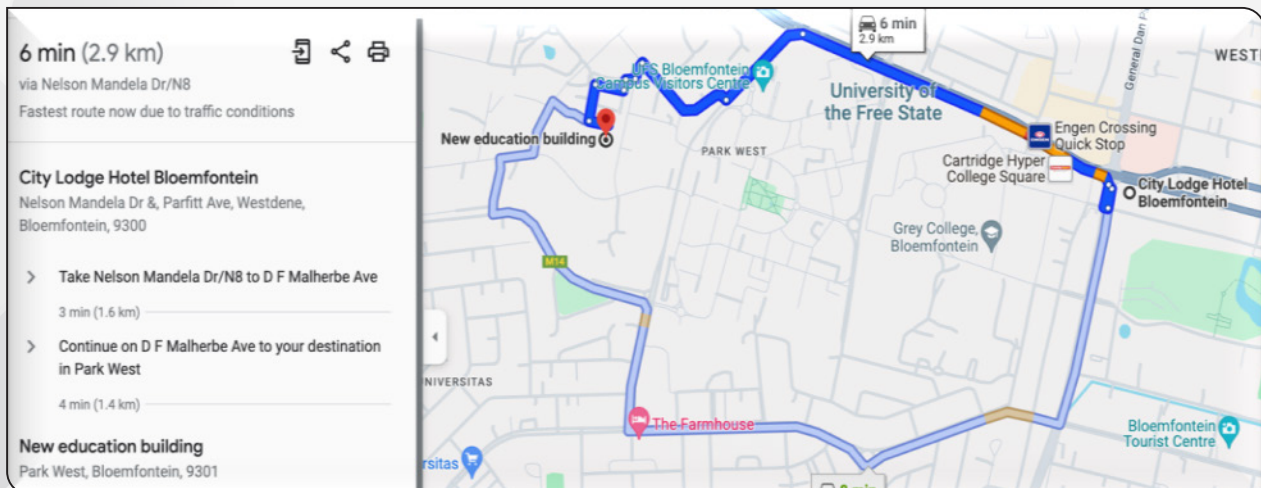 6 min (2.9 km)
via Nelson Mandela Dr/N8
Fastest route now due to traffic conditions
City Lodge Hotel Bloemfontein
Nelson Mandela Dr &, Parfitt Ave, Westdene,
Bloemfontein, 9300
Take Nelson Mandela Dr/N8 to D F Malherbe Ave
3 min (1.6 km)
Continue on D F Malherbe Ave to your destination
in Park West
4 min (1.4 km)
New education building
Park West, Bloemfontein, 9301
6 min
2.9 km
General Dan P
WEST
UFS Bloemfontein
Campus Visitors Centre
University of
the Free State
Engen Crossing
Quick Stop
New education building
PARK WEST
Cartridge Hyper
College Square
City Lodge Hotel
Bloemfontein
Grey College,
Bloemfontein
M14
UNIVERSITAS
The Farmhouse
Bloemfontein
Tourist Centre
rsitas